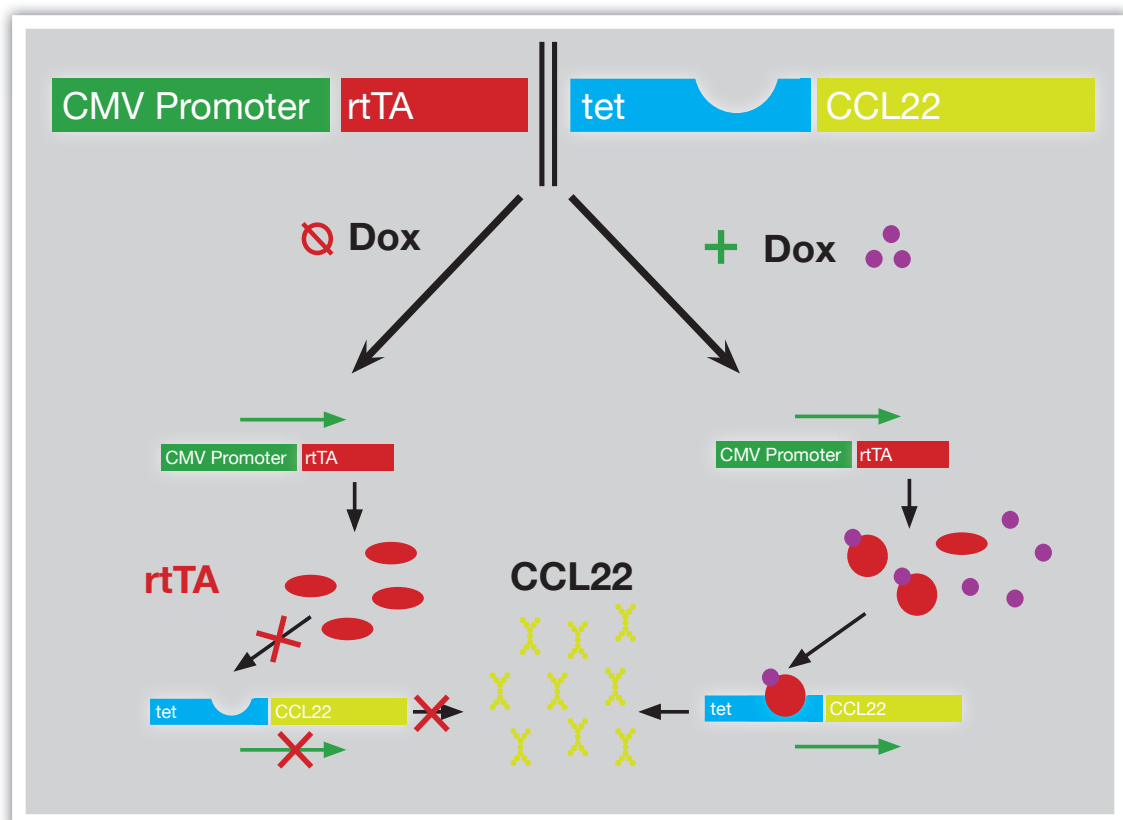 CMV Promoter rtTA tet CCL22
Ø Dox + Dox
CMV Promoter rtTA
CMV Promoter rtTA
rtTA
CCL22
tet CCL22
tet CCL22